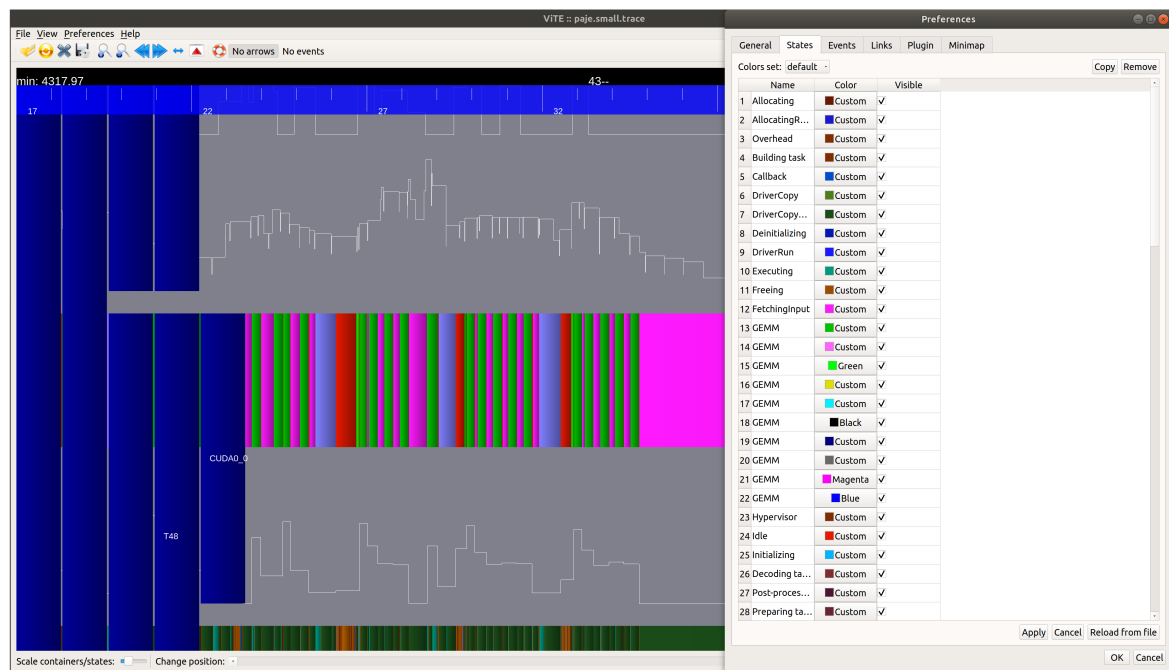 ViTE :: paje.small.trace
File View Preferences Help
No arrows No events
min: 4317.97 43--
17 22 27 32
CUDA0_0
T48
Scale containers/states: Change position: -
Preferences
General States Events Links Plugin Minimap
Colors set: default Copy Remove
Name Color Visible
1 Allocating Custom
2 AllocatingR... Custom
3 Overhead Custom
4 Building task Custom
5 Callback Custom
6 DriverCopy Custom
7 DriverCopy... Custom
8 Deinitializing Custom
9 DriverRun Custom
10 Executing Custom
11 Freeing Custom
12 FetchingInput Custom
13 GEMM Custom
14 GEMM Custom
15 GEMM Green
16 GEMM Custom
17 GEMM Custom
18 GEMM Black
19 GEMM Custom
20 GEMM Custom
21 GEMM Magenta
22 GEMM Blue
23 Hypervisor Custom
24 Idle Custom
25 Initializing Custom
26 Decoding ta... Custom
27 Post-proces... Custom
28 Preparing ta... Custom
Apply Cancel Reload from file
OK Cancel